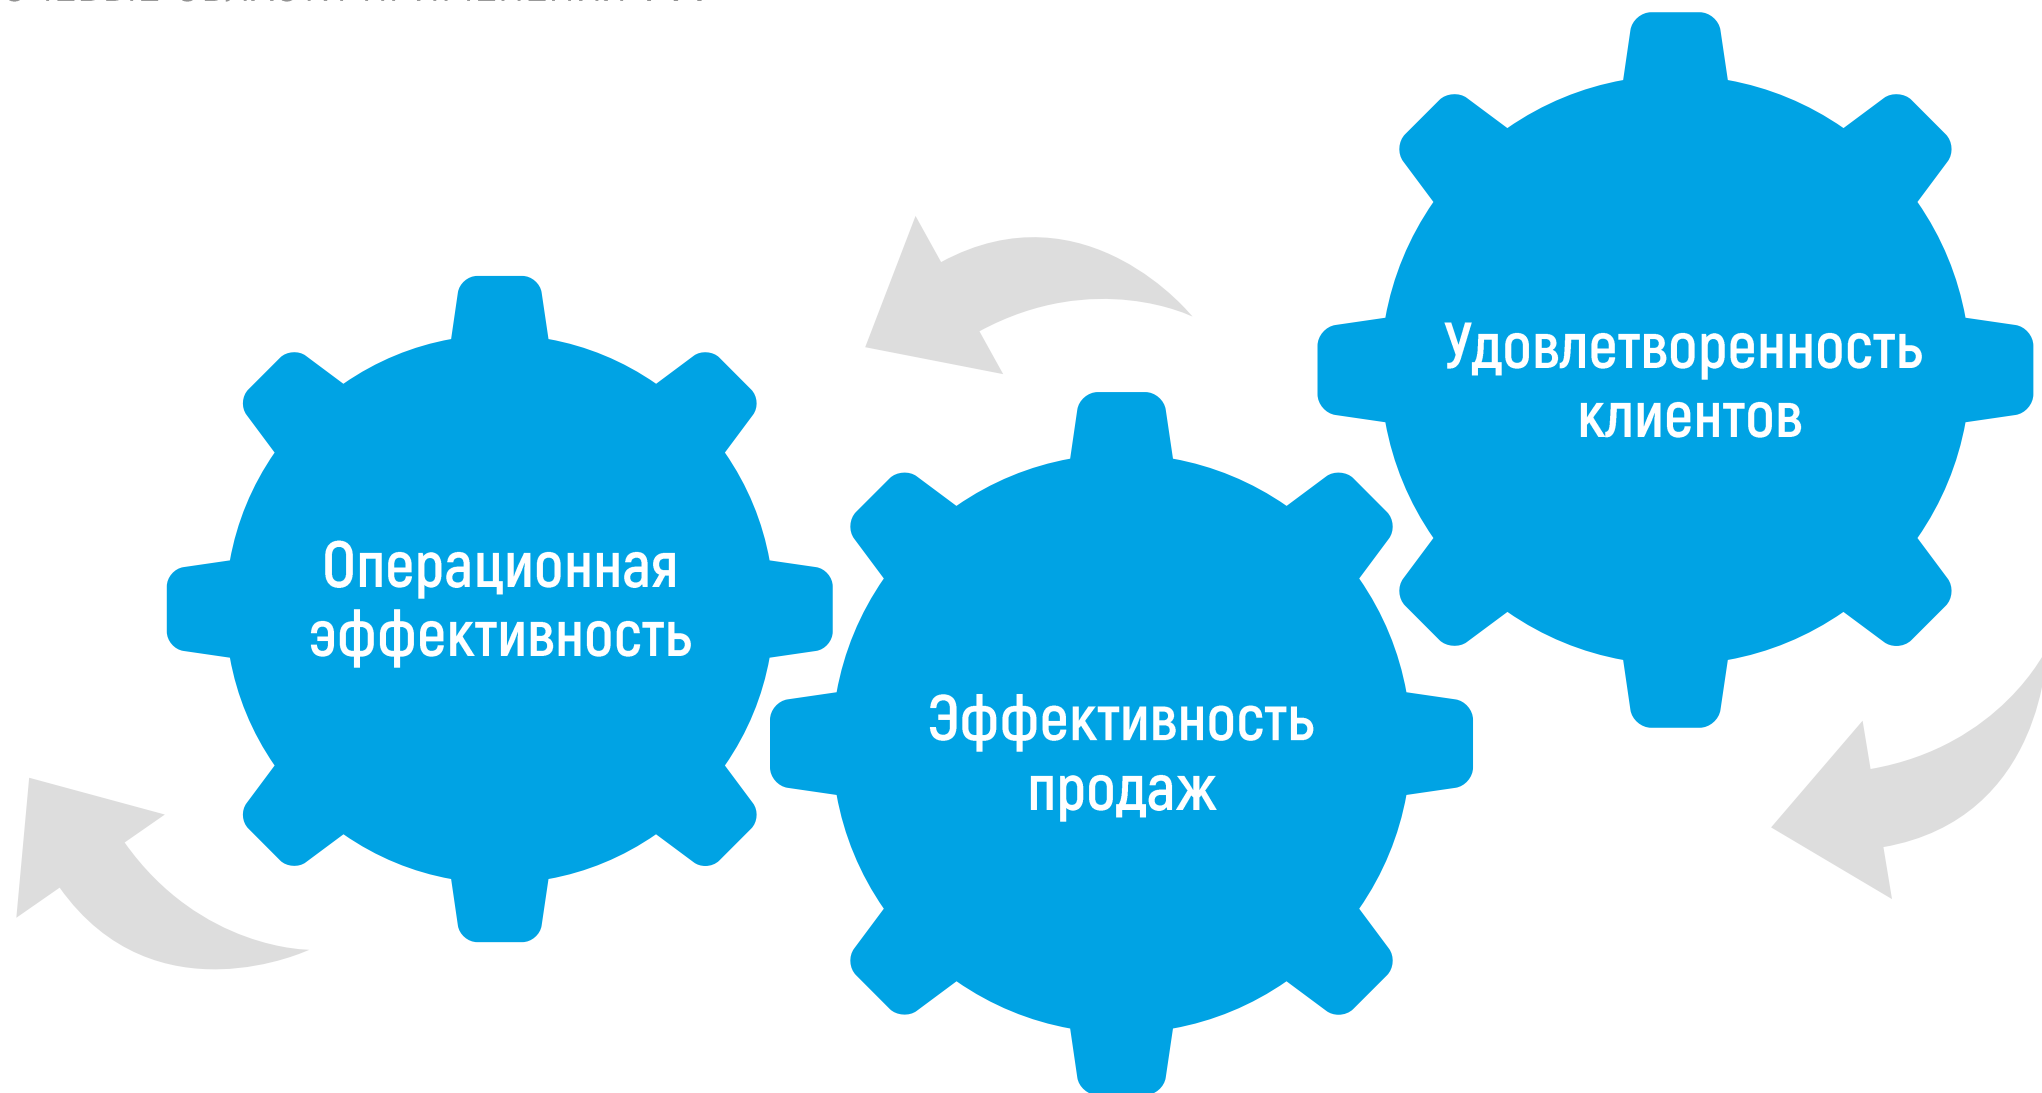 Удовлетворенность
клиентов
Операционная
эффективность
Эффективность
продаж